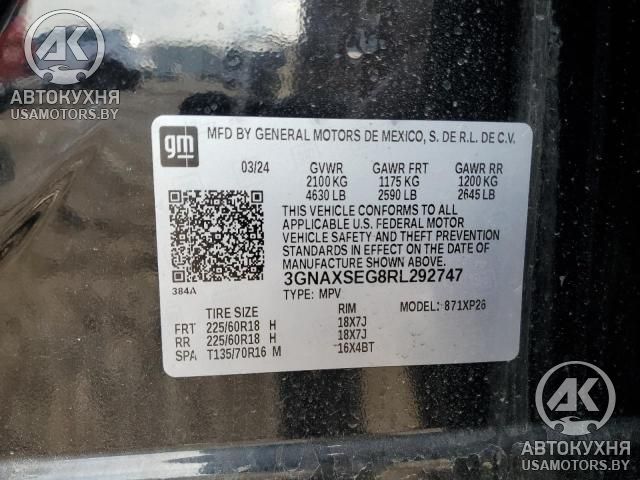 AK
АВТОКУХНЯ
USAMOTORS.BY
gm
MFD BY GENERAL MOTORS DE MEXICO, S. DE R.L. DE C.V.
03/24 GVWR GAWR FRT GAWR RR
2100 KG 1175 KG 1200 KG
4630 LB 2590 LB 2645 LB
THIS VEHICLE CONFORMS TO ALL
APPLICABLE U.S. FEDERAL MOTOR
VEHICLE SAFETY AND THEFT PREVENTION
STANDARDS IN EFFECT ON THE DATE OF
MANUFACTURE SHOWN ABOVE.
384A 3GNAXSEG8RL292747
TYPE: MPV MODEL: 871XP26
TIRE SIZE RIM
FRT 225/60R18 H 18X7J
RR 225/60R18 H 18X7J
SPA T135/70R16 M 16X4BT
AK
АВТОКУХНЯ
USAMOTORS.BY